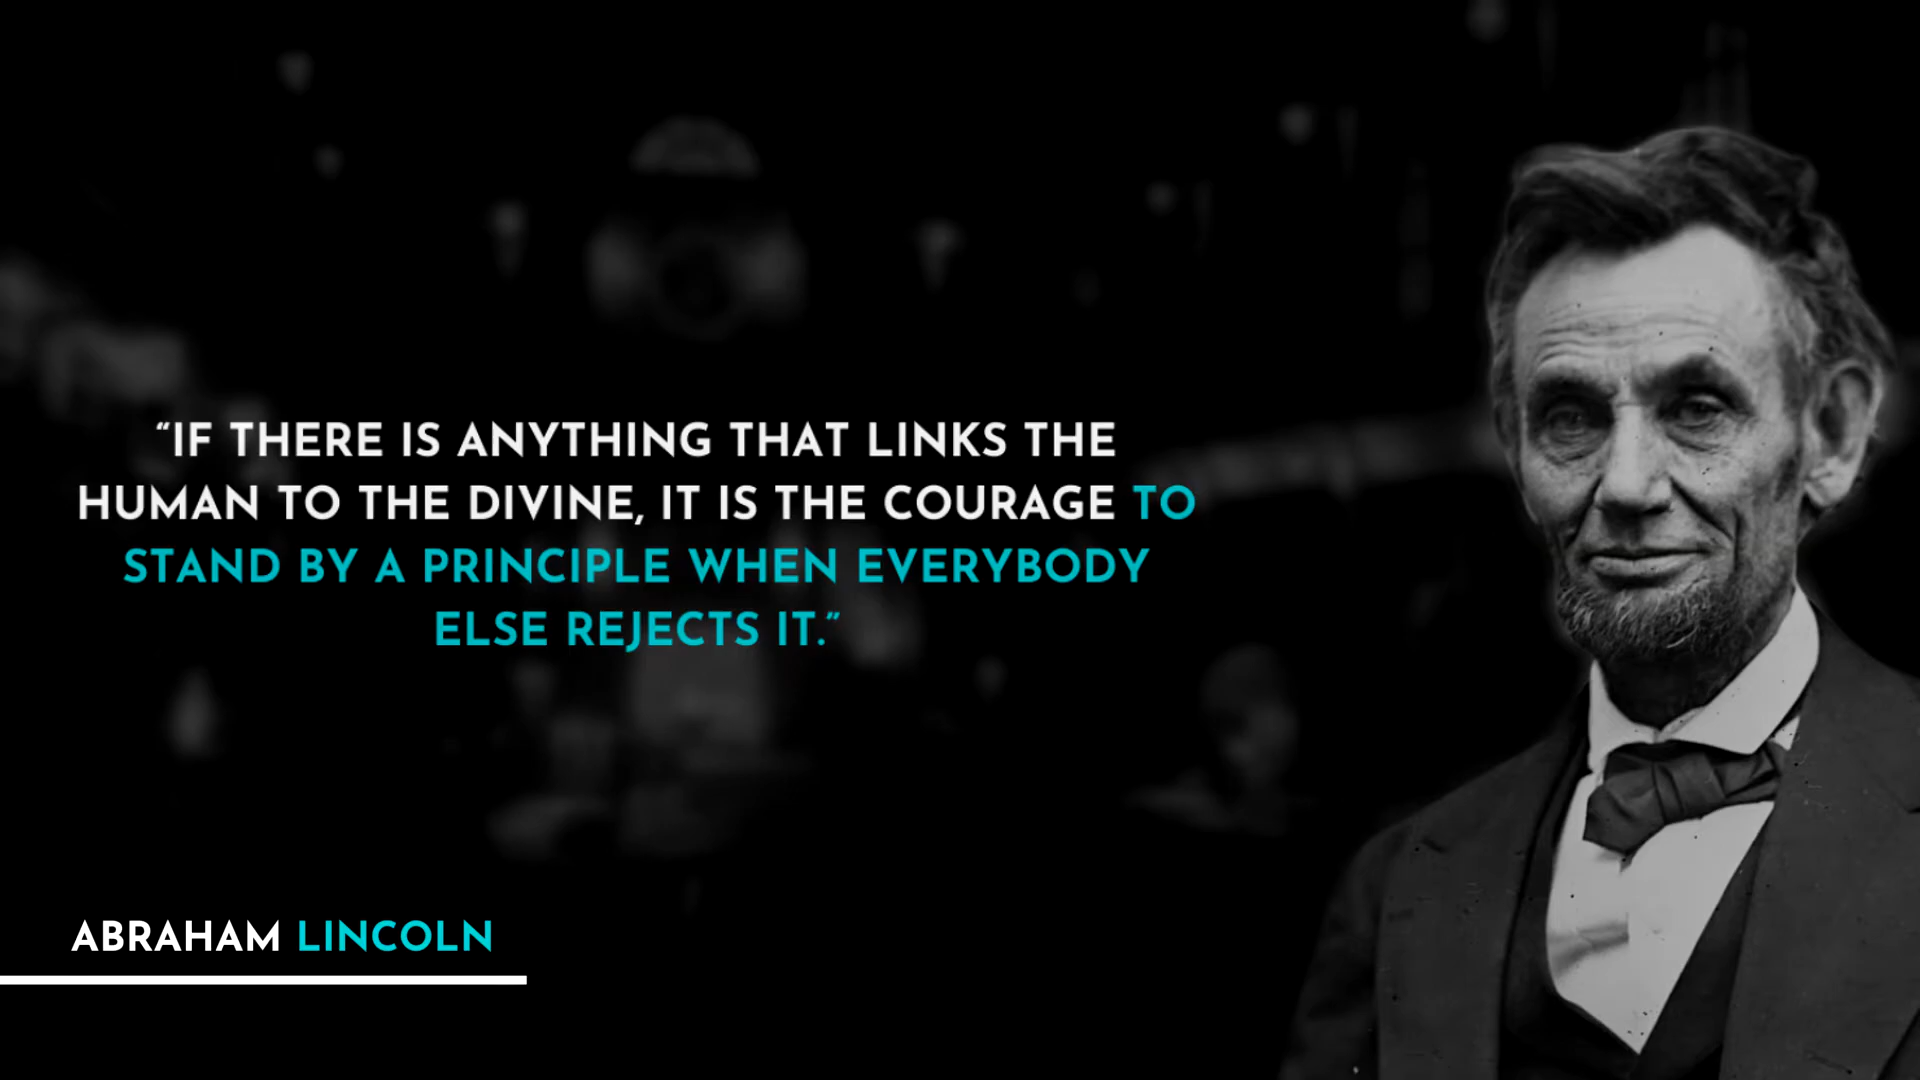 “IF THERE IS ANYTHING THAT LINKS THE
HUMAN TO THE DIVINE, IT IS THE COURAGE TO
STAND BY A PRINCIPLE WHEN EVERYBODY
ELSE REJECTS IT.”
ABRAHAM LINCOLN